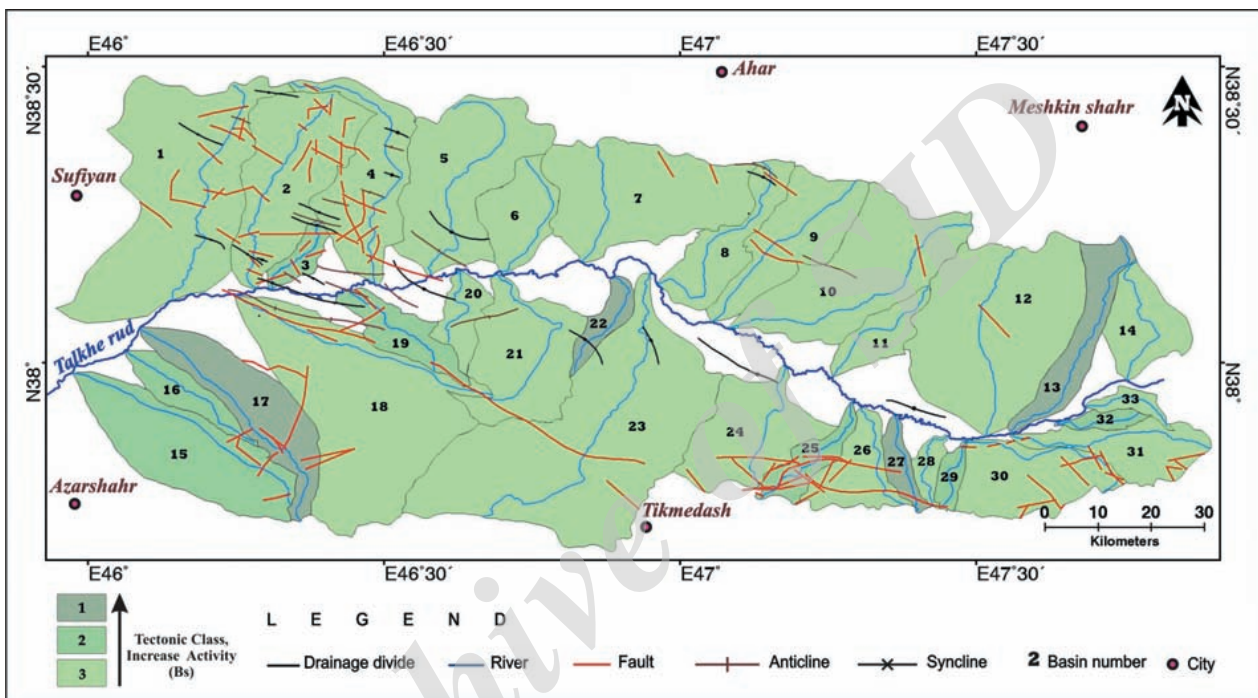 E46° E46°30' E47° E47°30'
N38°30' N38°30'
Ahar
Meshkin shahr
Sufiyan
1 2 3 4 5 6 7 8 9 10 11 12 13 14
Talkhe rud
N38° N38°
15 16 17 18 19 20 21 22 23 24 25 26 27 28 29 30 31 32 33
Azarshahr
Tikmedash
0 10 20 30
Kilometers
E46° E46°30' E47° E47°30'
N
1
2
3
Tectonic Class,
Increase Activity
(Bs)
L E G E N D
Drainage divide River Fault Anticline Syncline 2 Basin number City